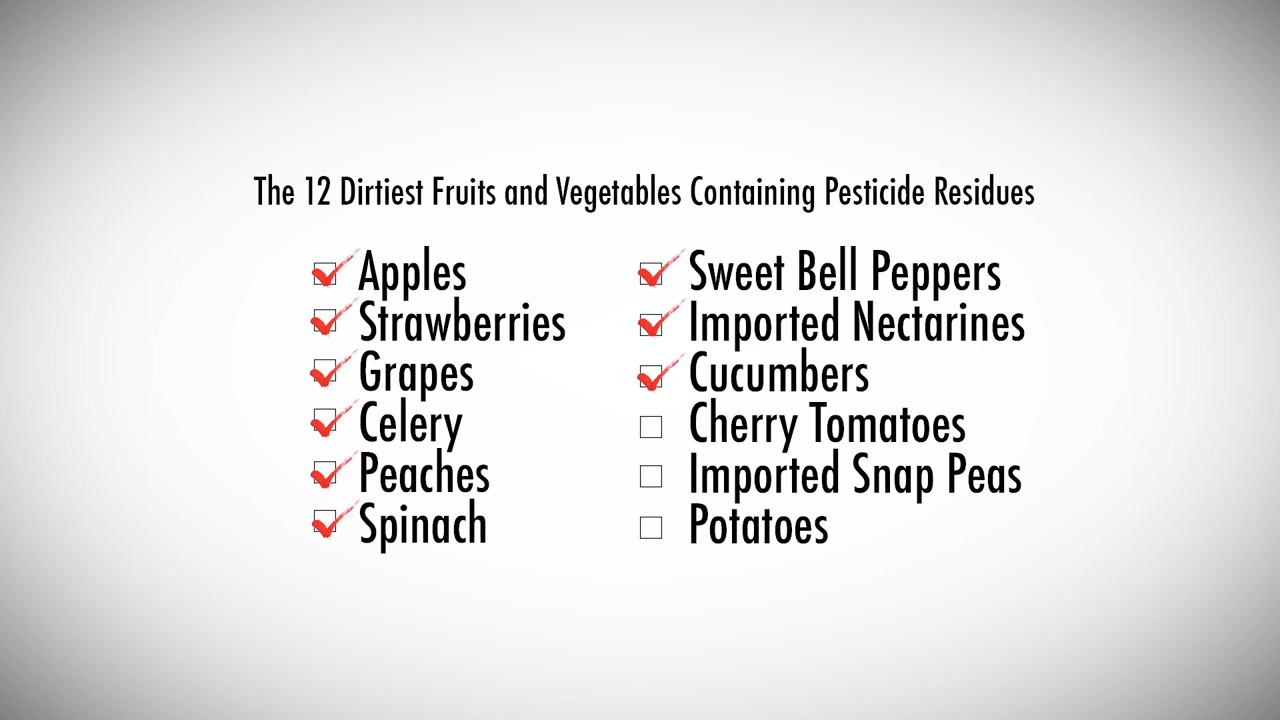 The 12 Dirtiest Fruits and Vegetables Containing Pesticide Residues
Apples
Strawberries
Grapes
Celery
Peaches
Spinach
Sweet Bell Peppers
Imported Nectarines
Cucumbers
Cherry Tomatoes
Imported Snap Peas
Potatoes